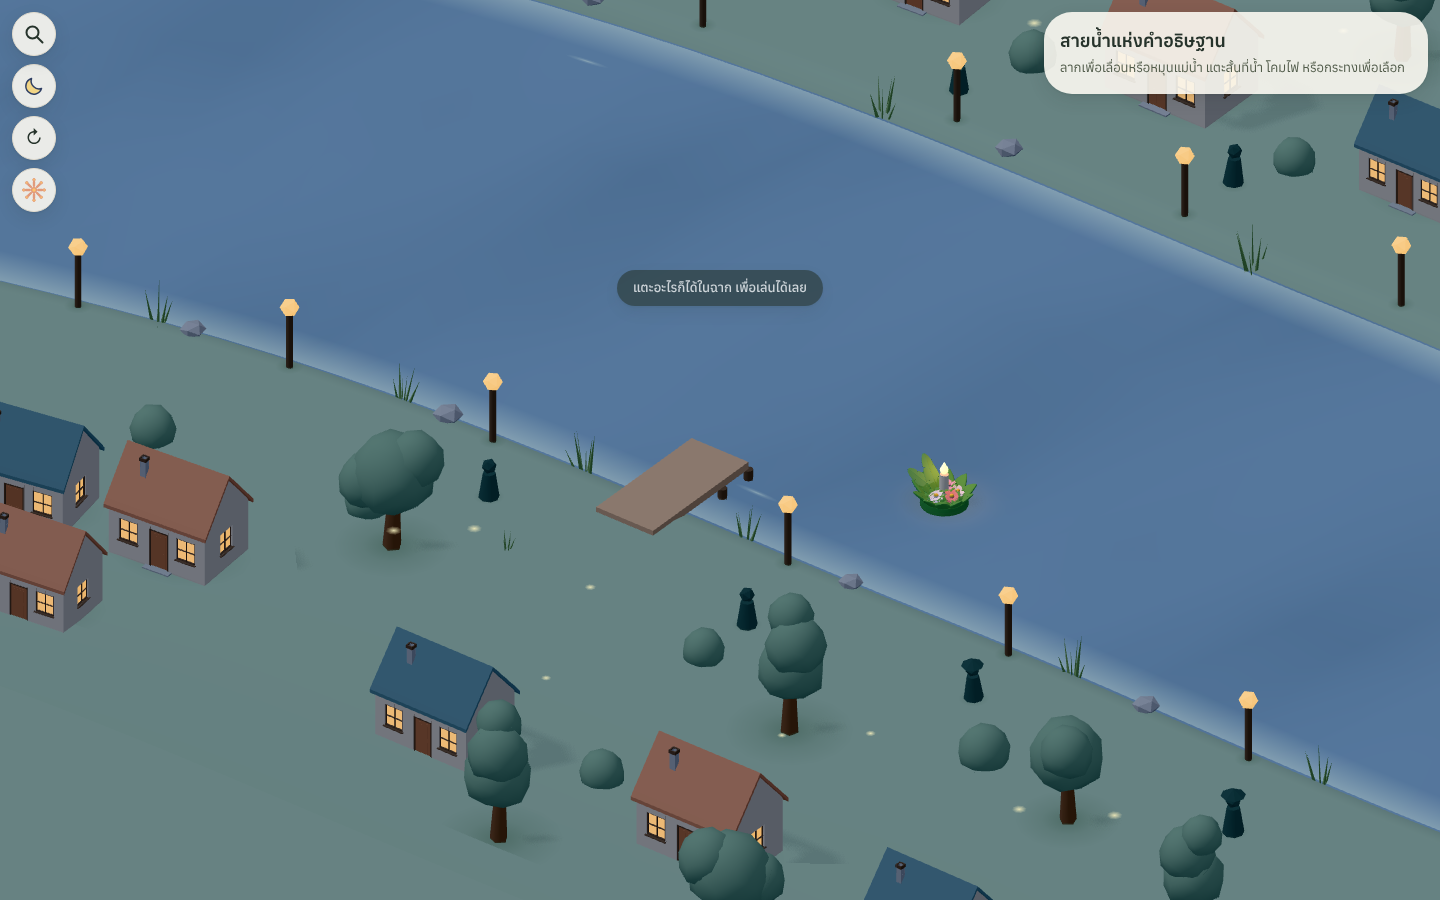 สายน้ำแห่งคำอธิษฐาน
ลากเพื่อเลื่อนหรือหมุนแม่น้ำ แตะสั้นที่น้ำ โคมไฟ หรือกระทงเพื่อเลือก
แตะอะไรก็ได้ในฉาก เพื่อเล่นได้เลย